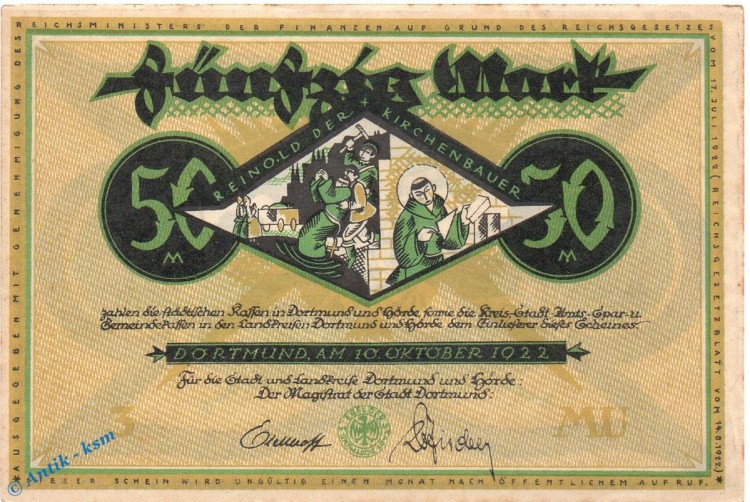 REICHSMINISTERS DER FINANZEN AUF GRUND DES REICHSGESETZES
VOM 17. JULI 1922 (REICHSGESETZBLATT VOM
AUSGEGEBEN MIT GENEHMIGUNG DES
Fünfzig Mark
REINOLD DER + KIRCHENBAUER
50 M
50 M
zahlen die städtischen Kassen in Dortmund und Hörde, sowie die Kreis-Stadt-Amts-Spar-u.
Gemeindekassen in den Landkreisen Dortmund und Hörde dem Einlieferer dieses Scheines.
DORTMUND, AM 10. OKTOBER 1922
Für die Stadt und Landkreise Dortmund und Hörde:
Der Magistrat der Stadt Dortmund:
3
MU
Eichhoff
DIESER SCHEIN WIRD UNGÜLTIG EINEN MONAT NACH ÖFFENTLICHEM AUFRUF.
© Antik - ksm